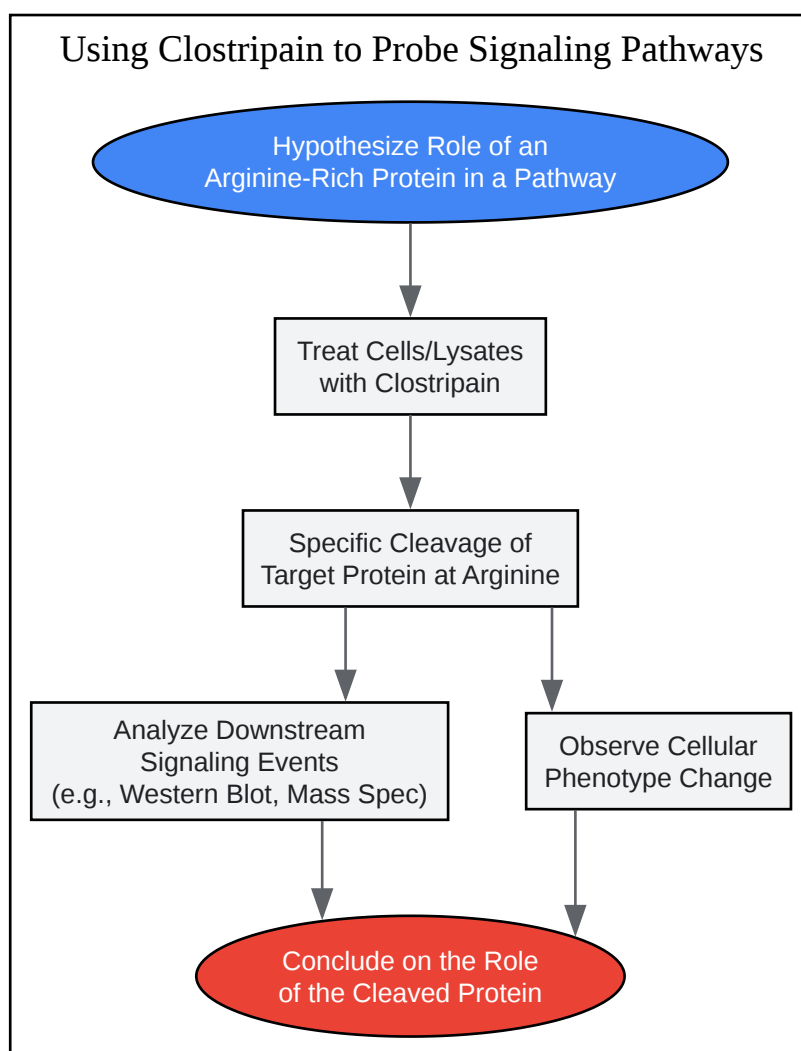 Using Clostripain to Probe Signaling Pathways
Hypothesize Role of an
Arginine-Rich Protein in a Pathway
Treat Cells/Lysates
with Clostripain
Specific Cleavage of
Target Protein at Arginine
Analyze Downstream
Signaling Events
(e.g., Western Blot, Mass Spec)
Observe Cellular
Phenotype Change
Conclude on the Role
of the Cleaved Protein